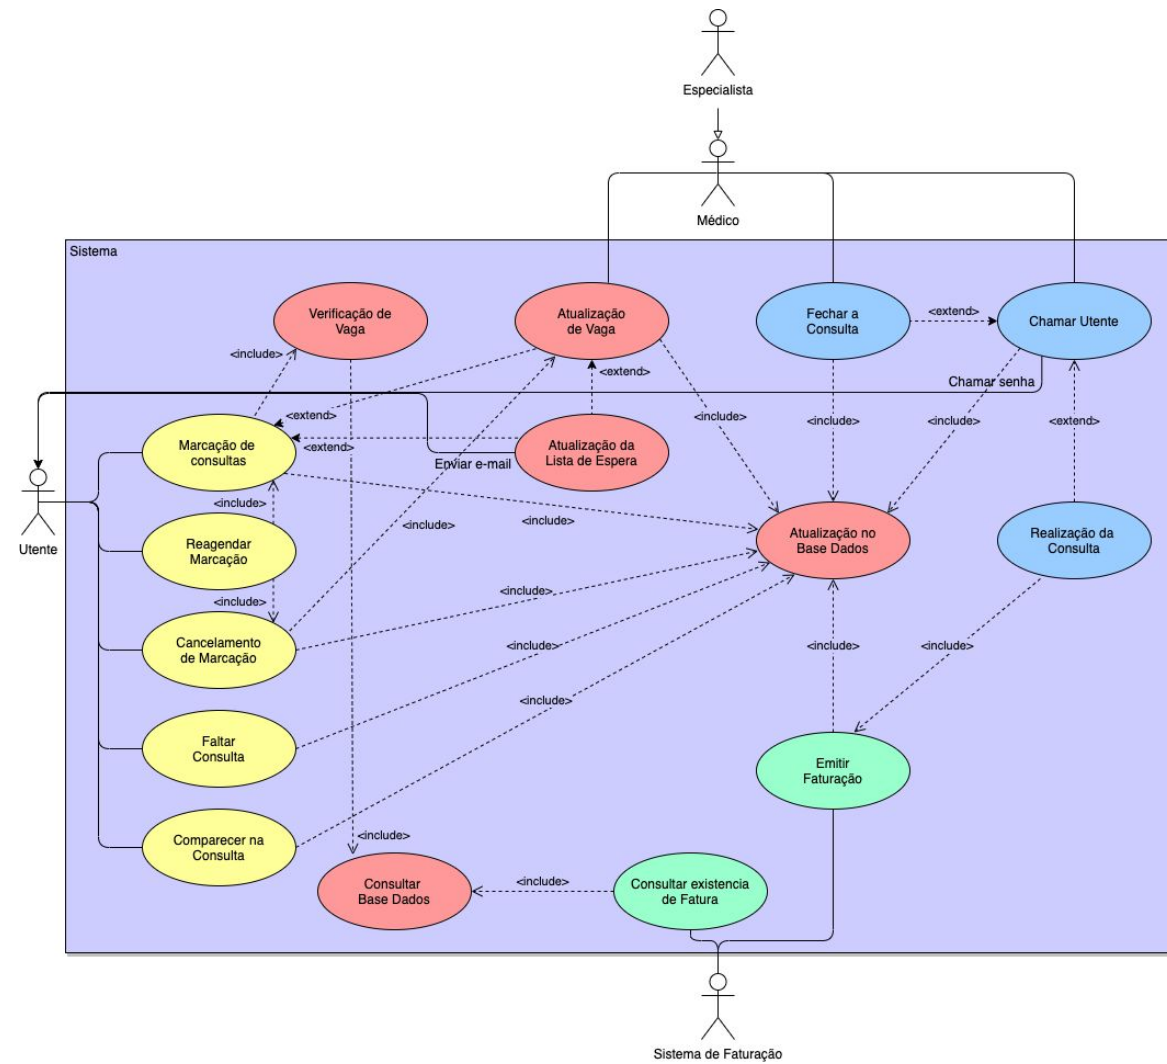 Especialista
Médico
Sistema
Verificação de
Vaga
Atualização
de Vaga
Fechar a
Consulta
<extend>
Chamar Utente
<include>
<extend>
Chamar senha
<extend>
<include>
<include>
<include>
Marcação de
consultas
<extend>
Atualização da
Lista de Espera
Enviar e-mail
<include>
<include>
<include>
Utente
Reagendar
Marcação
Atualização no
Base Dados
<extend>
Realização da
Consulta
<include>
<include>
Cancelamento
de Marcação
<include>
<include>
<include>
<include>
Faltar
Consulta
Emitir
Faturação
Comparecer na
Consulta
<include>
Consultar
Base Dados
<include>
Consultar existencia
de Fatura
Sistema de Faturação